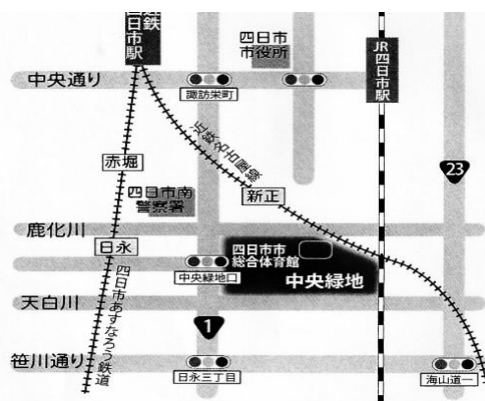 近鉄
四日市駅
四日市
市役所
JR四日市駅
中央通り
諏訪栄町
近鉄名古屋線
赤堀
23
四日市南
警察署
新正
鹿化川
日永
四日市市
総合体育館
中央緑地口
中央緑地
四日市あすなろう鉄道
天白川
1
笹川通り
日永三丁目
海山道一